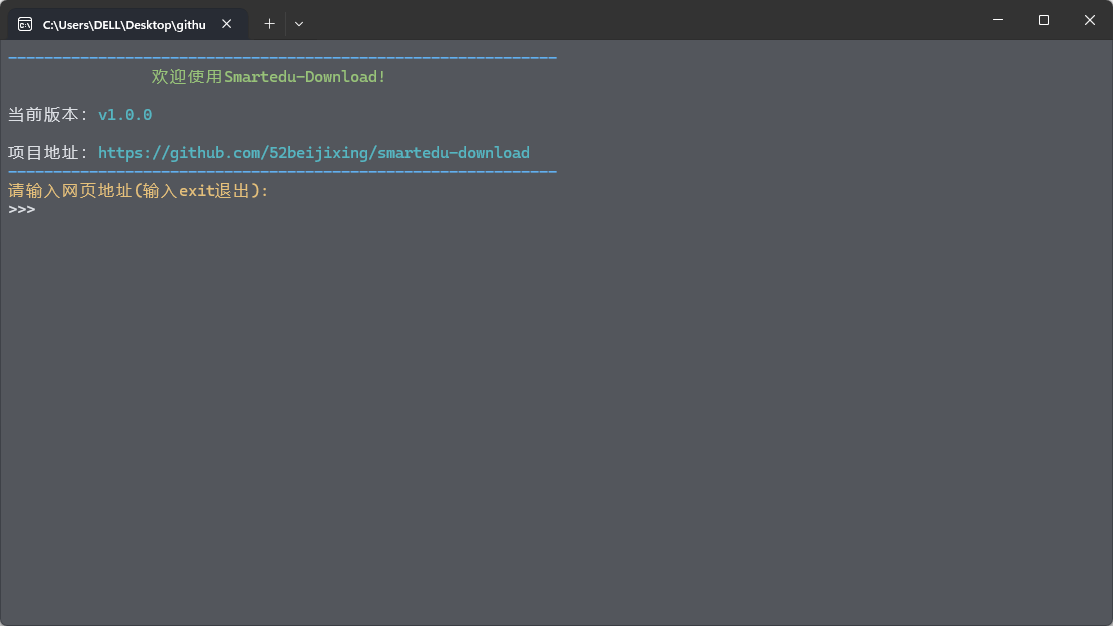 C:\Users\DELL\Desktop\githu
欢迎使用Smartedu-Download!
当前版本: v1.0.0
项目地址: https://github.com/52beijixing/smartedu-download
请输入网页地址(输入exit退出):
>>>